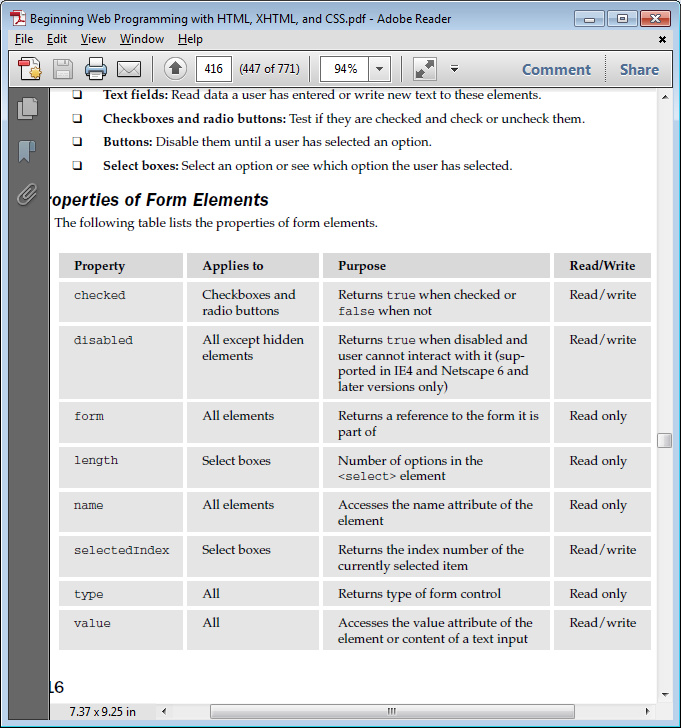 Beginning Web Programming with HTML, XHTML, and CSS.pdf - Adobe Reader
File Edit View Window Help
416 (447 of 771) 94% Comment Share
❑ Text fields: Read data a user has entered or write new text to these elements.
❑ Checkboxes and radio buttons: Test if they are checked and check or uncheck them.
❑ Buttons: Disable them until a user has selected an option.
❑ Select boxes: Select an option or see which option the user has selected.
roperties of Form Elements
The following table lists the properties of form elements.
Property Applies to Purpose Read/Write
checked Checkboxes and Returns true when checked or Read/write
radio buttons false when not
disabled All except hidden Returns true when disabled and Read/write
elements user cannot interact with it (sup-
ported in IE4 and Netscape 6 and
later versions only)
form All elements Returns a reference to the form it is Read only
part of
length Select boxes Number of options in the Read only
<select> element
name All elements Accesses the name attribute of the Read only
element
selectedIndex Select boxes Returns the index number of the Read/write
currently selected item
type All Returns type of form control Read only
value All Accesses the value attribute of the Read/write
element or content of a text input
16
7.37 x 9.25 in